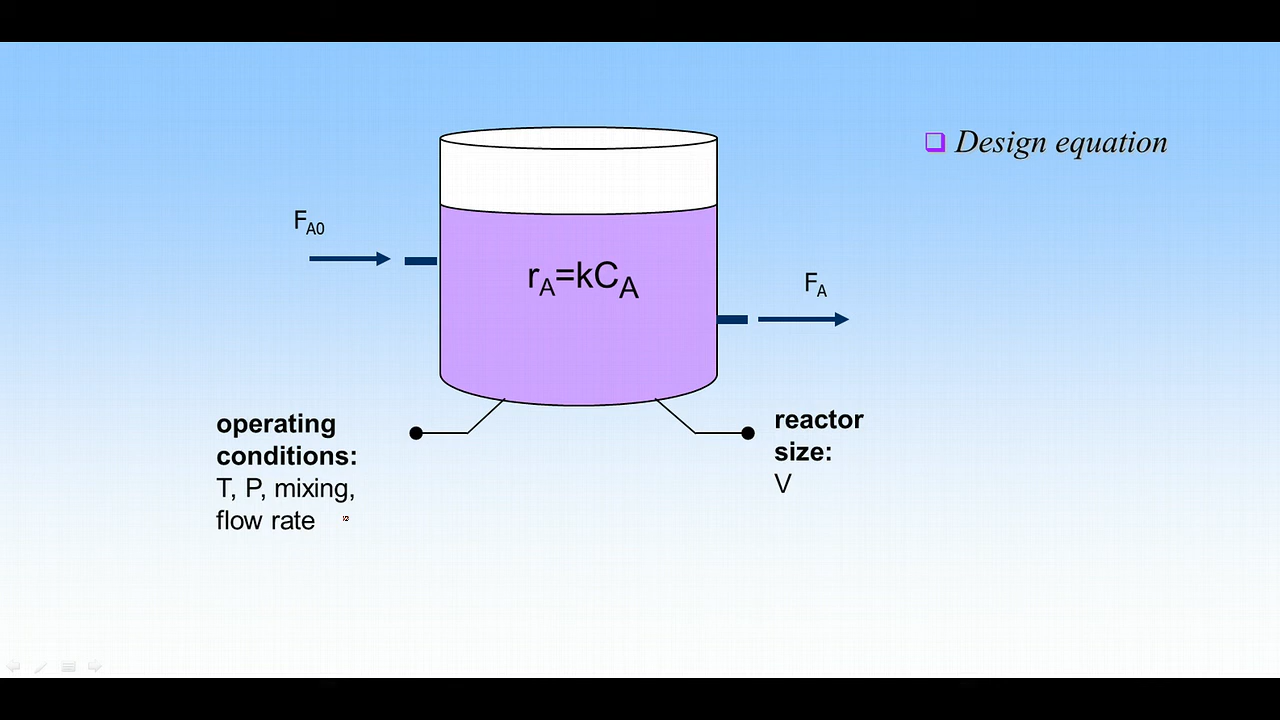 Design equation
F_A0
r_A=kC_A
F_A
operating
conditions:
T, P, mixing,
flow rate
reactor
size:
V